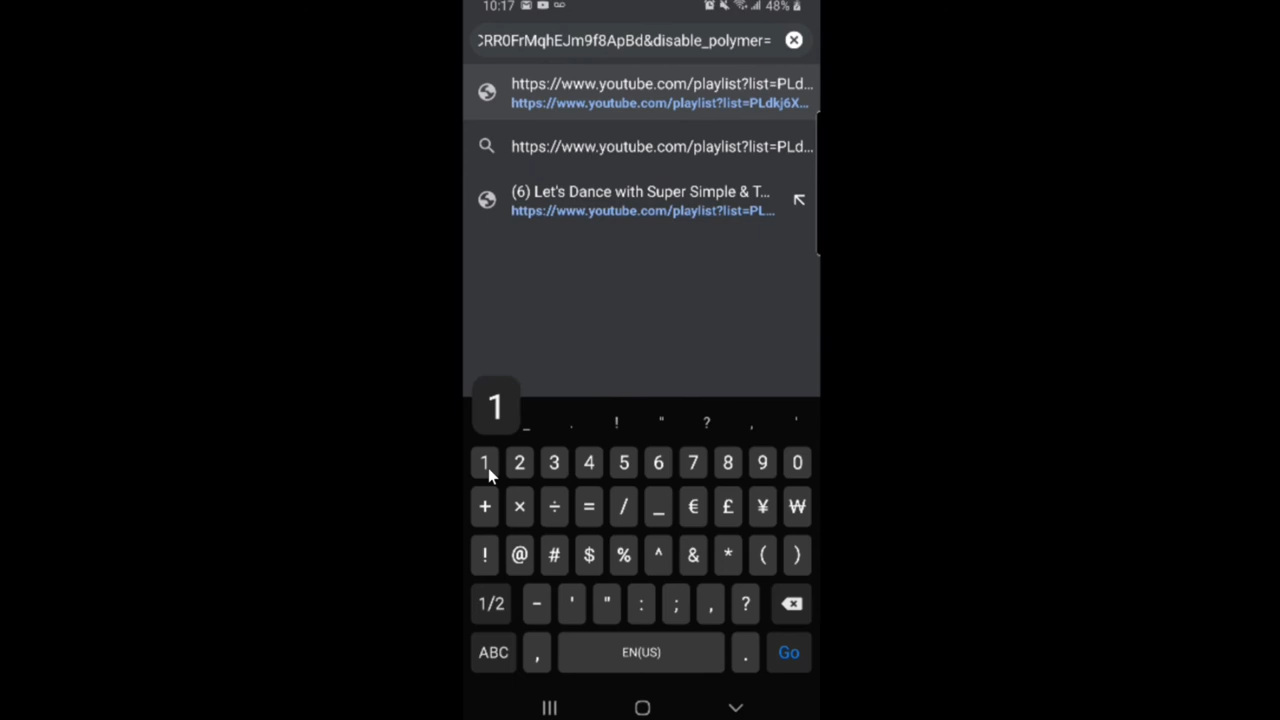 10:17 48%
CRR0FrMqhEJm9f8ApBd&disable_polymer=
https://www.youtube.com/playlist?list=PLd...
https://www.youtube.com/playlist?list=PLdkj6X...
https://www.youtube.com/playlist?list=PLd...
(6) Let's Dance with Super Simple & T...
https://www.youtube.com/playlist?list=PL...
1
_ . ! " ? , '
1 2 3 4 5 6 7 8 9 0
+ × ÷ = / _ € £ ¥ ₩
! @ # $ % ^ & * ( )
1/2 - ' " : ; , ?
ABC , EN(US) . Go